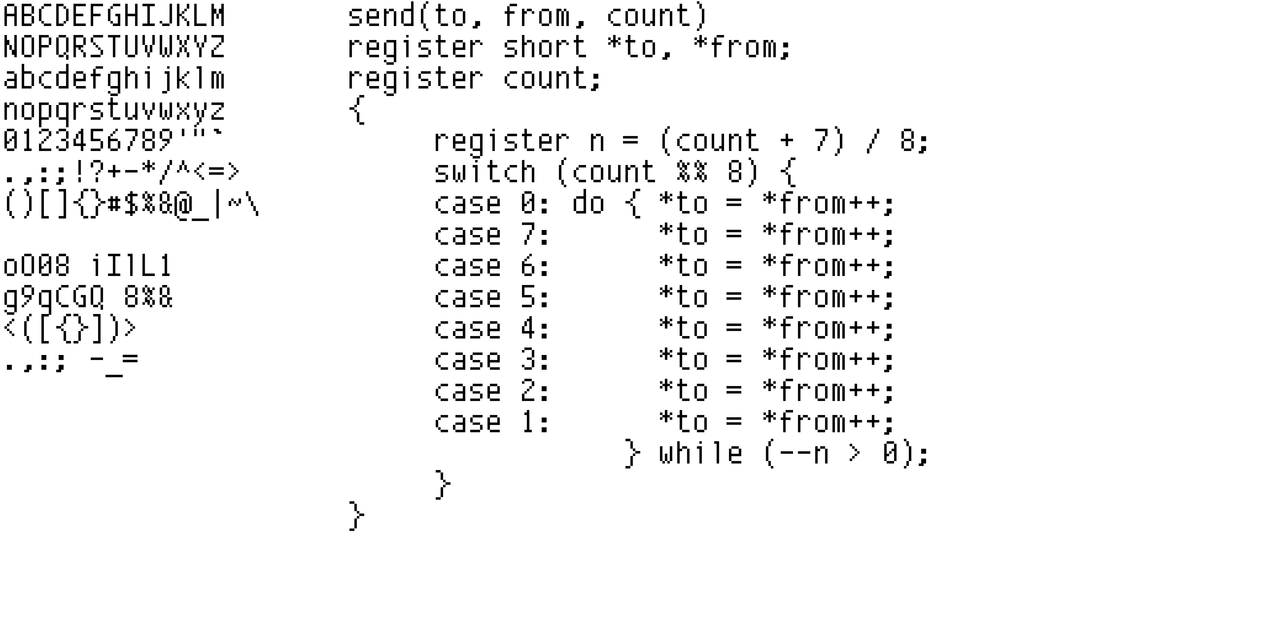 ABCDEFGHIJKLM
NOPQRSTUVWXYZ
abcdefghijklm
nopqrstuvwxyz
0123456789'"`
.,:;!?+-*/^<=>
()[]{}#$%&@_|~\

oO08 iIlL1
g9qCGQ 8%&
<([{}])>
.,:; -_=

send(to, from, count)
register short *to, *from;
register count;
{
     register n = (count + 7) / 8;
     switch (count %% 8) {
     case 0: do { *to = *from++;
     case 7:      *to = *from++;
     case 6:      *to = *from++;
     case 5:      *to = *from++;
     case 4:      *to = *from++;
     case 3:      *to = *from++;
     case 2:      *to = *from++;
     case 1:      *to = *from++;
                } while (--n > 0);
     }
}